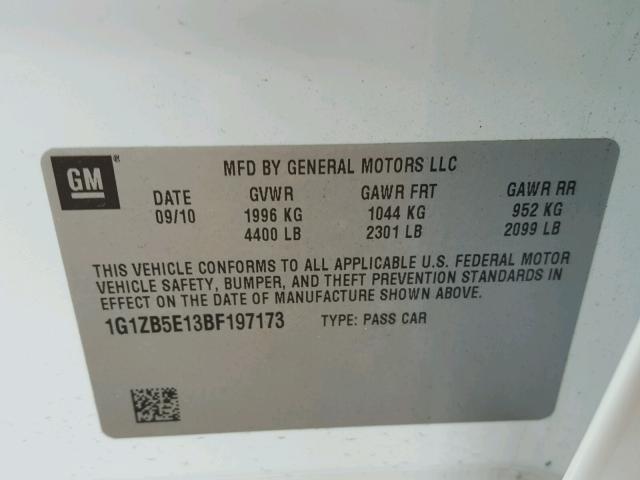 GM®
MFD BY GENERAL MOTORS LLC
DATE GVWR GAWR FRT GAWR RR
09/10 1996 KG 1044 KG 952 KG
4400 LB 2301 LB 2099 LB
THIS VEHICLE CONFORMS TO ALL APPLICABLE U.S. FEDERAL MOTOR
VEHICLE SAFETY, BUMPER, AND THEFT PREVENTION STANDARDS IN
EFFECT ON THE DATE OF MANUFACTURE SHOWN ABOVE.
1G1ZB5E13BF197173 TYPE: PASS CAR